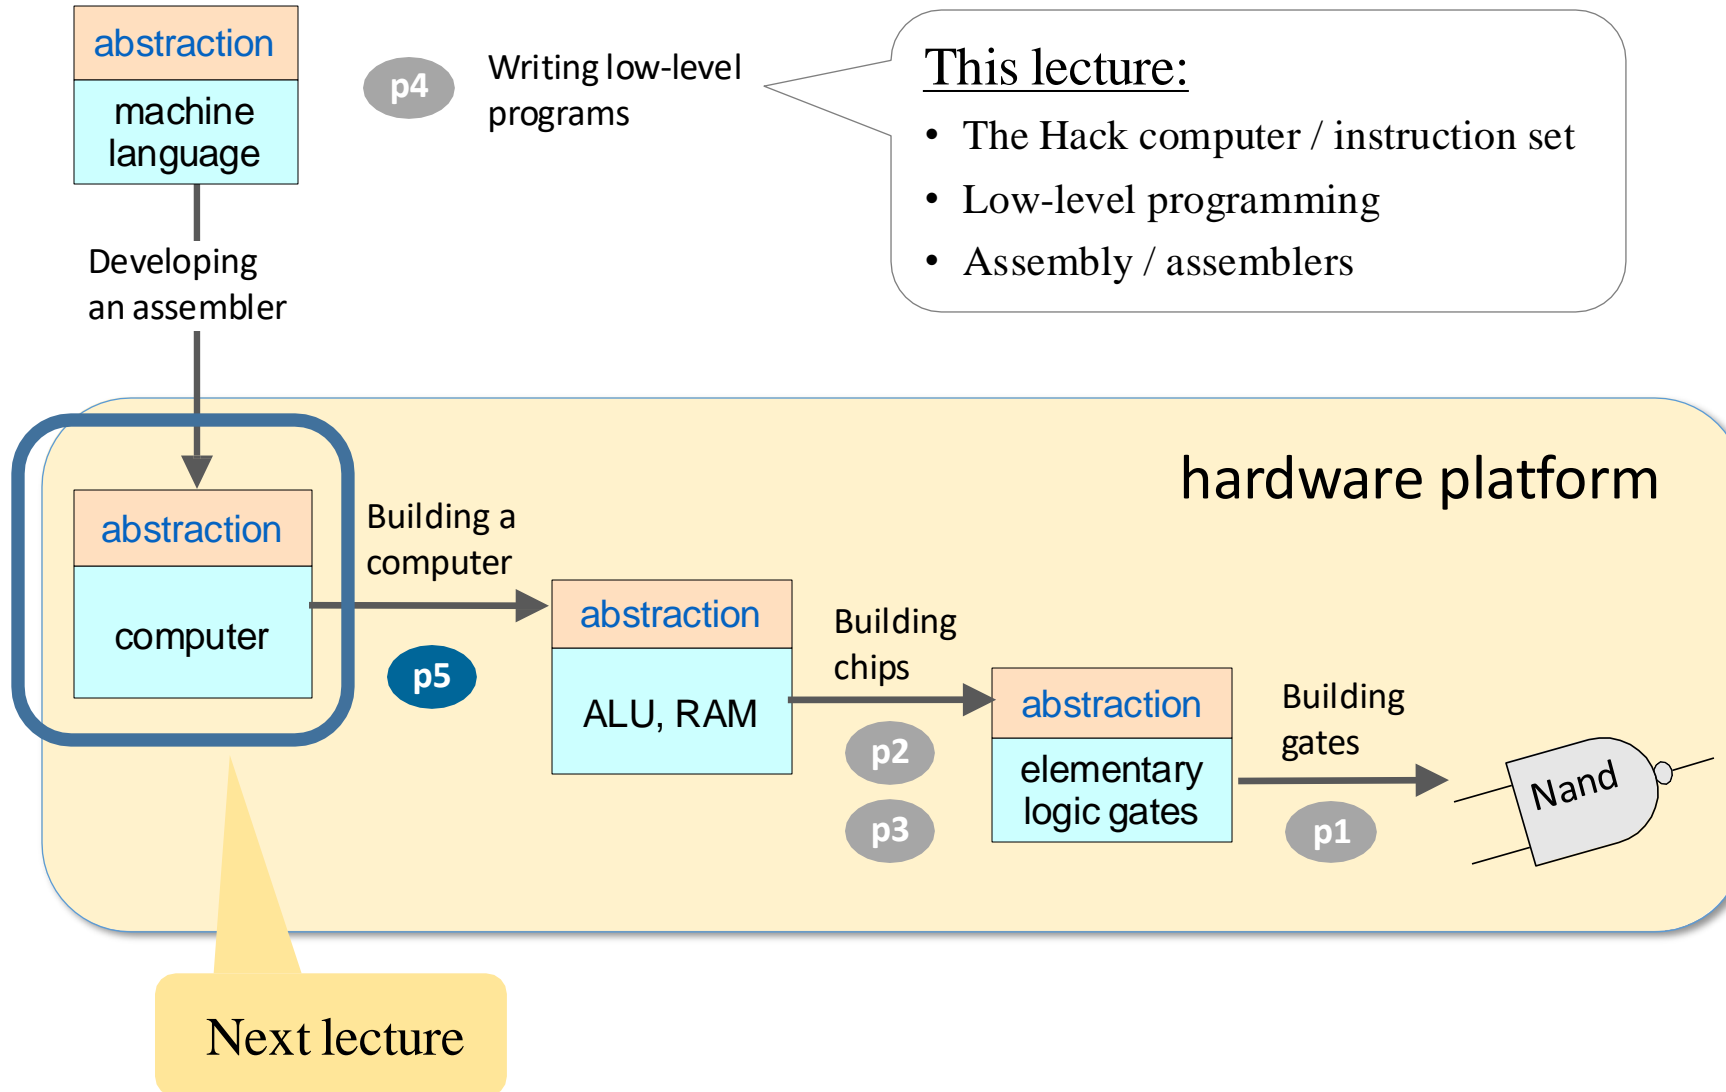 abstraction
machine
language
p4
Writing low-level
programs
This lecture:
• The Hack computer / instruction set
• Low-level programming
• Assembly / assemblers
Developing
an assembler
hardware platform
abstraction
computer
Building a
computer
p5
abstraction
ALU, RAM
Building
chips
p2
p3
abstraction
elementary
logic gates
Building
gates
p1
Nand
Next lecture